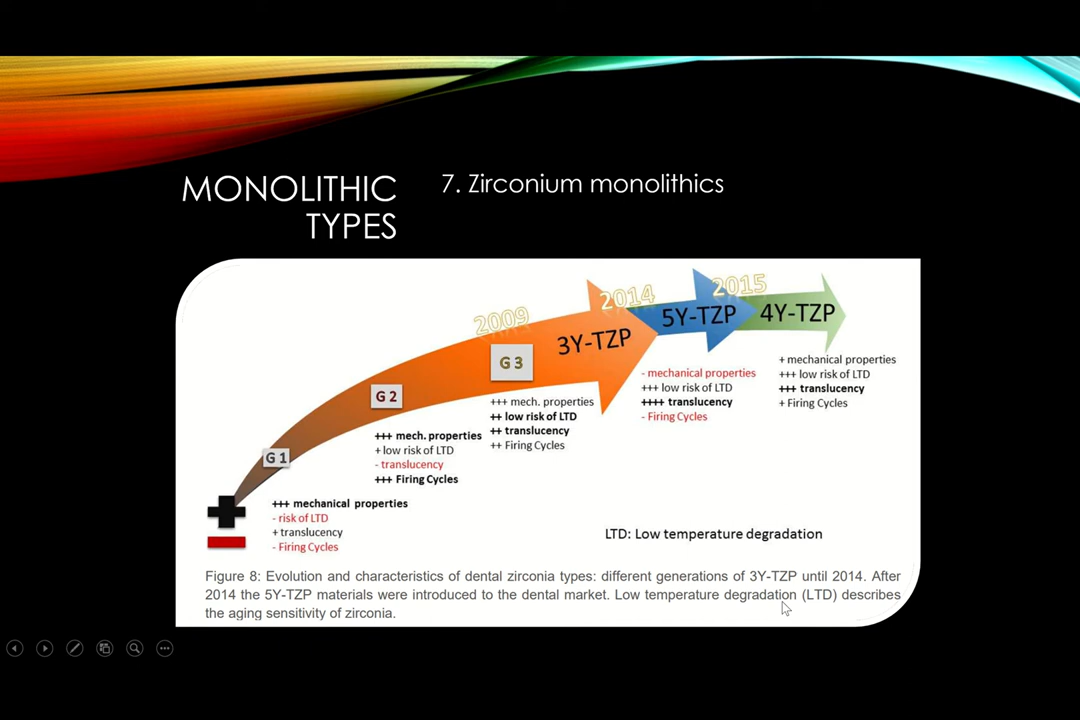 MONOLITHIC
TYPES
7. Zirconium monolithics
2009
2014
2015
3Y-TZP
5Y-TZP
4Y-TZP
G 1
G 2
G 3
+++ mechanical properties
- risk of LTD
+ translucency
- Firing Cycles
+++ mech. properties
+ low risk of LTD
- translucency
+++ Firing Cycles
+++ mech. properties
++ low risk of LTD
++ translucency
++ Firing Cycles
- mechanical properties
+++ low risk of LTD
++++ translucency
- Firing Cycles
+ mechanical properties
+++ low risk of LTD
+++ translucency
+ Firing Cycles
LTD: Low temperature degradation
Figure 8: Evolution and characteristics of dental zirconia types: different generations of 3Y-TZP until 2014. After
2014 the 5Y-TZP materials were introduced to the dental market. Low temperature degradation (LTD) describes
the aging sensitivity of zirconia.